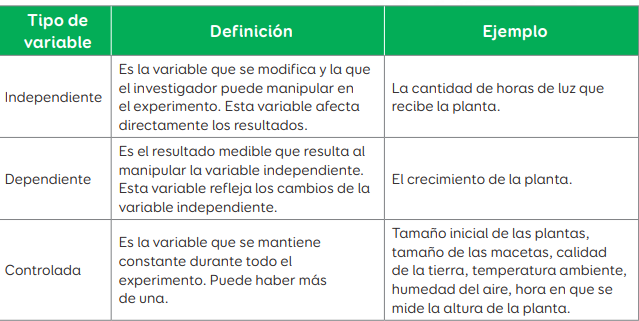 Tipo de
variable
Definición
Ejemplo
Independiente
Es la variable que se modifica y la que
el investigador puede manipular en
el experimento. Esta variable afecta
directamente los resultados.
La cantidad de horas de luz que
recibe la planta.
Dependiente
Es el resultado medible que resulta al
manipular la variable independiente.
Esta variable refleja los cambios de la
variable independiente.
El crecimiento de la planta.
Controlada
Es la variable que se mantiene
constante durante todo el
experimento. Puede haber más
de una.
Tamaño inicial de las plantas,
tamaño de las macetas, calidad
de la tierra, temperatura ambiente,
humedad del aire, hora en que se
mide la altura de la planta.